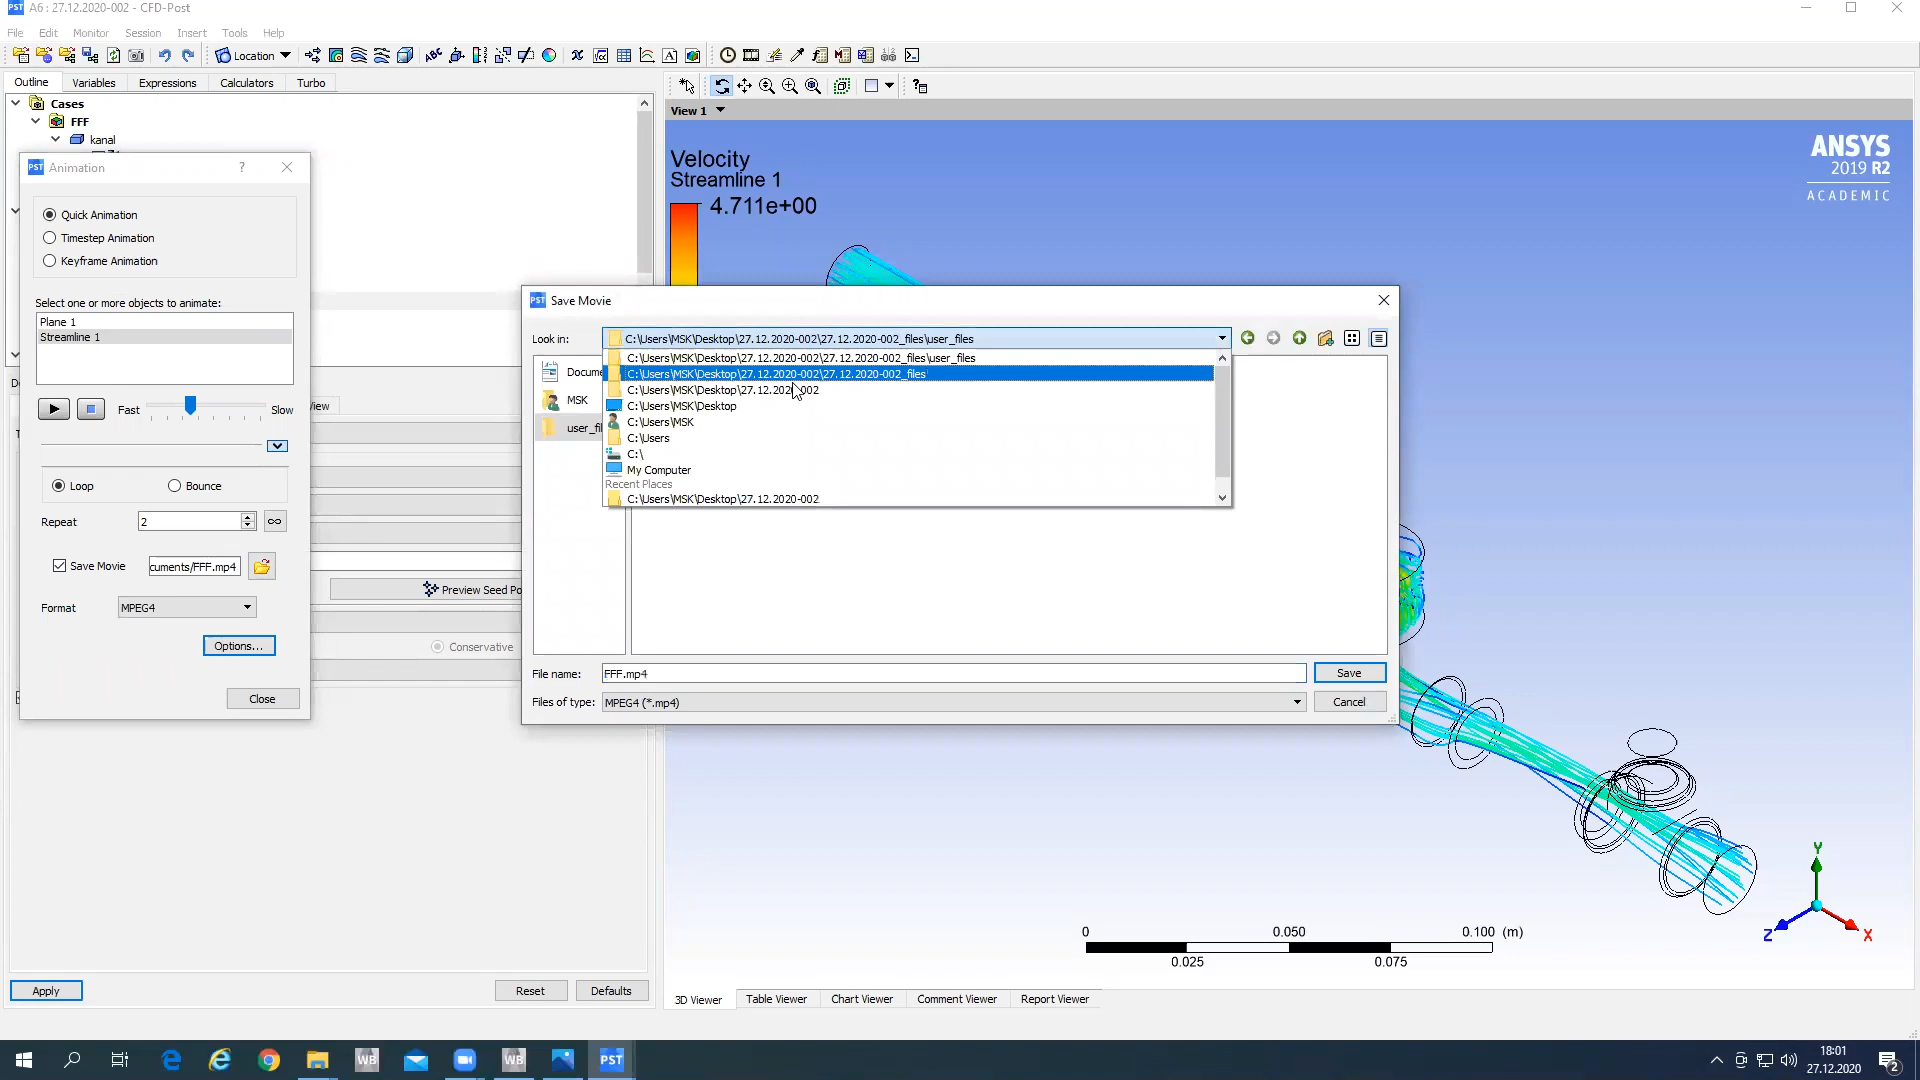 A6 : 27.12.2020-002 - CFD-Post
File Edit Monitor Session Insert Tools Help
Location
Outline Variables Expressions Calculators Turbo
Cases
FFF
kanal
View 1
ANSYS
2019 R2
ACADEMIC
Velocity
Streamline 1
4.711e+00
Animation
Quick Animation
Timestep Animation
Keyframe Animation
Select one or more objects to animate:
Plane 1
Streamline 1
Fast Slow
Loop Bounce
Repeat 2
Save Movie cuments/FFF.mp4
Format MPEG4
Options...
Close
iew
Preview Seed Po
Conservative
Save Movie
Look in: C:\Users\MSK\Desktop\27.12.2020-002\27.12.2020-002_files\user_files
C:\Users\MSK\Desktop\27.12.2020-002\27.12.2020-002_files\user_files
C:\Users\MSK\Desktop\27.12.2020-002\27.12.2020-002_files
C:\Users\MSK\Desktop\27.12.2020-002
C:\Users\MSK\Desktop
C:\Users\MSK
C:\Users
C:\
My Computer
Recent Places
C:\Users\MSK\Desktop\27.12.2020-002
Docume
MSK
user_fil
File name: FFF.mp4 Save
Files of type: MPEG4 (*.mp4) Cancel
0 0.050 0.100 (m)
0.025 0.075
Y
Z
X
Apply Reset Defaults
3D Viewer Table Viewer Chart Viewer Comment Viewer Report Viewer
WB WB PST
18:01
27.12.2020
2